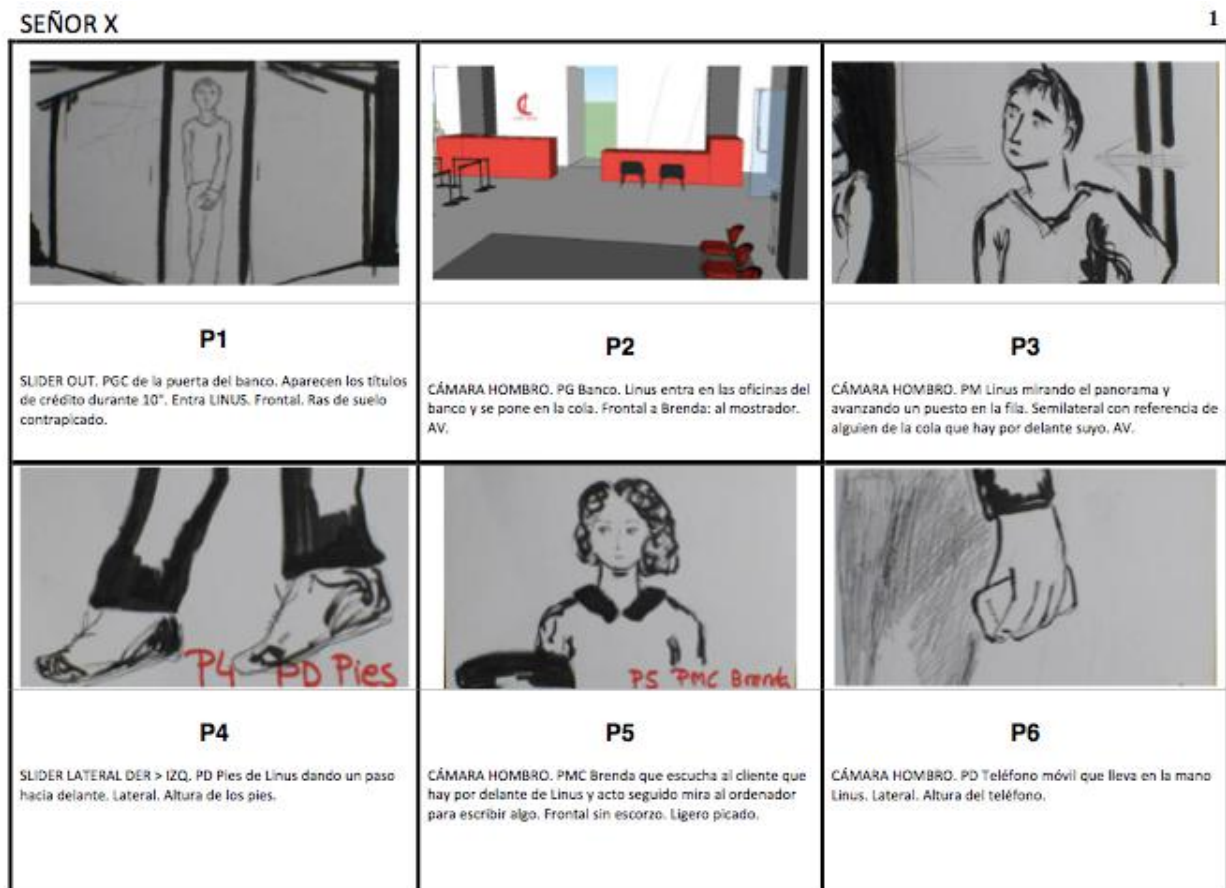 SEÑOR X
1
P1
SLIDER OUT. PGC de la puerta del banco. Aparecen los títulos
de crédito durante 10". Entra LINUS. Frontal. Ras de suelo
contrapicado.
P2
CÁMARA HOMBRO. PG Banco. Linus entra en las oficinas del
banco y se pone en la cola. Frontal a Brenda: al mostrador.
AV.
P3
CÁMARA HOMBRO. PM Linus mirando el panorama y
avanzando un puesto en la fila. Semilateral con referencia de
alguien de la cola que hay por delante suyo. AV.
P4 PD Pies
P5 PMC Brenda
P4
SLIDER LATERAL DER > IZQ. PD Pies de Linus dando un paso
hacia delante. Lateral. Altura de los pies.
P5
CÁMARA HOMBRO. PMC Brenda que escucha al cliente que
hay por delante de Linus y acto seguido mira al ordenador
para escribir algo. Frontal sin escorzo. Ligero picado.
P6
CÁMARA HOMBRO. PD Teléfono móvil que lleva en la mano
Linus. Lateral. Altura del teléfono.